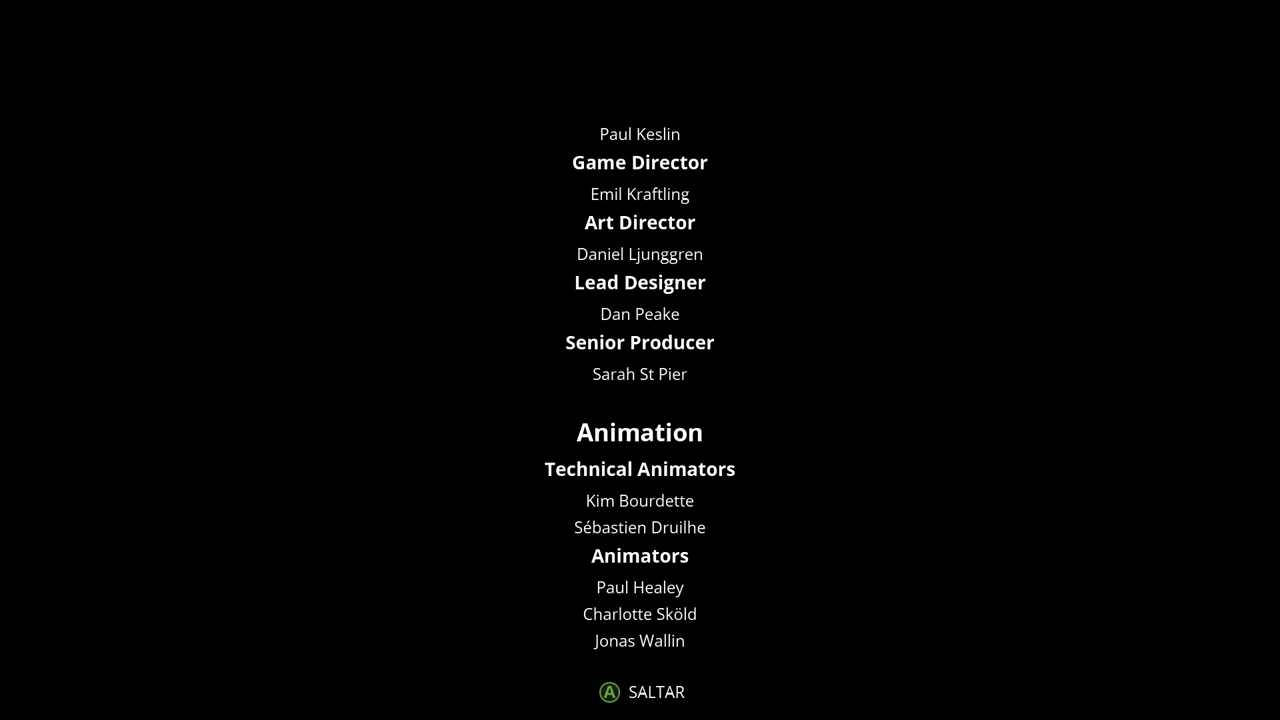 Paul Keslin
Game Director
Emil Kraftling
Art Director
Daniel Ljunggren
Lead Designer
Dan Peake
Senior Producer
Sarah St Pier
Animation
Technical Animators
Kim Bourdette
Sébastien Druilhe
Animators
Paul Healey
Charlotte Sköld
Jonas Wallin
A SALTAR